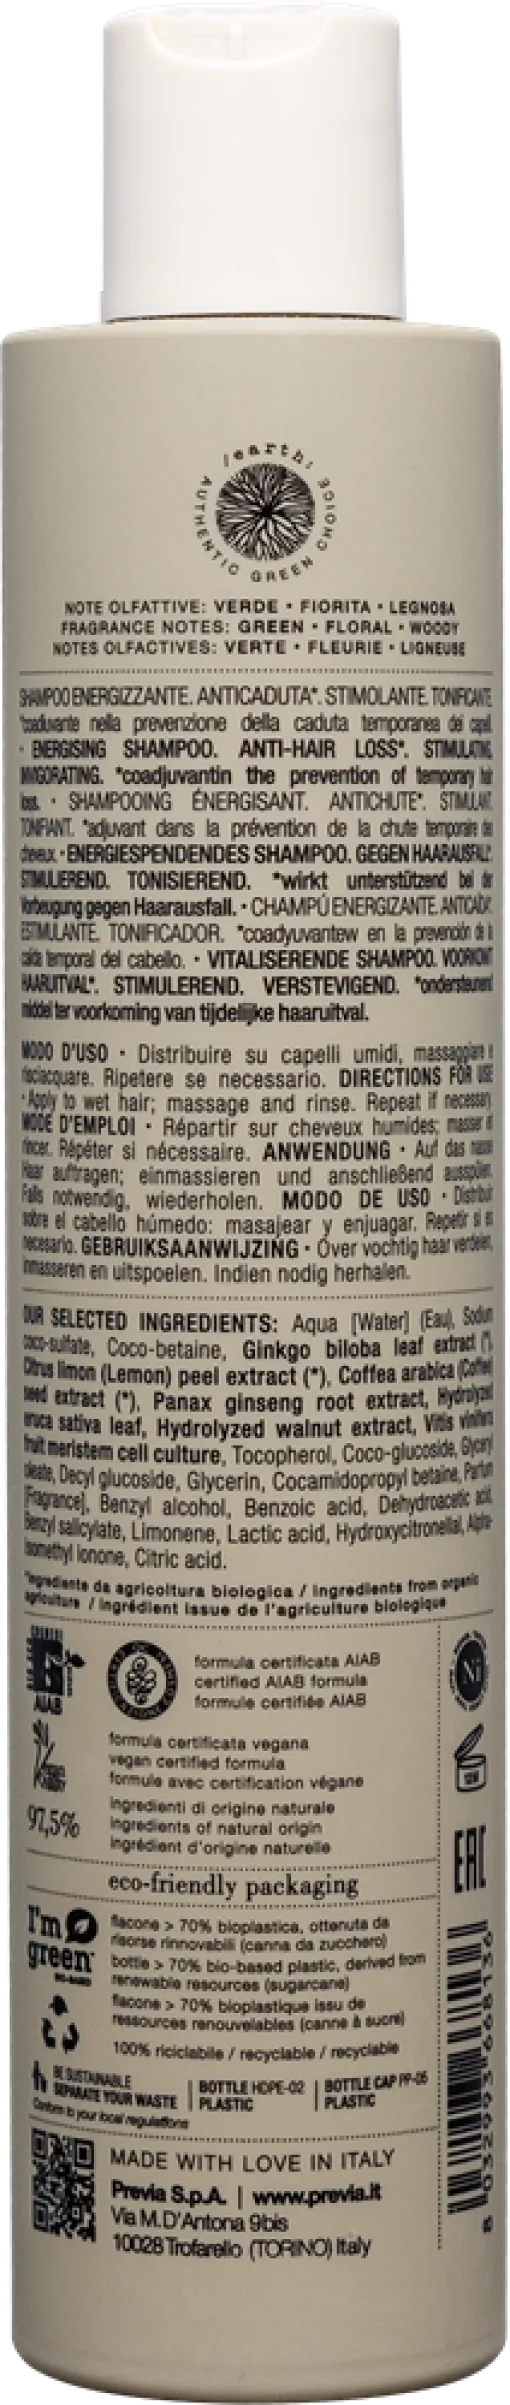 /earth/
AUTHENTIC GREEN CHOICE
NOTE OLFATTIVE: VERDE • FIORITA • LEGNOSA
FRAGRANCE NOTES: GREEN • FLORAL • WOODY
NOTES OLFACTIVES: VERTE • FLEURIE • LIGNEUSE
SHAMPOO ENERGIZZANTE. ANTICADUTA*. STIMOLANTE. TONIFICANTE.
*coadiuvante nella prevenzione della caduta temporanea dei capelli.
• ENERGISING SHAMPOO. ANTI-HAIR LOSS*. STIMULATING.
INVIGORATING. *coadjuvantin the prevention of temporary hair
loss. • SHAMPOOING ÉNERGISANT. ANTICHUTE*. STIMULANT.
TONIFIANT. *adjuvant dans la prévention de la chute temporaire des
cheveux. • ENERGIESPENDENDES SHAMPOO. GEGEN HAARAUSFALL*.
STIMULIEREND. TONISIEREND. *wirkt unterstützend bei der
Vorbeugung gegen Haarausfall. • CHAMPÚ ENERGIZANTE. ANTICAÍDA*.
ESTIMULANTE. TONIFICADOR. *coadyuvantew en la prevención de la
caída temporal del cabello. • VITALISERENDE SHAMPOO. VOORKOMT
HAARUITVAL*. STIMULEREND. VERSTEVIGEND. *ondersteunend
middel ter voorkoming van tijdelijke haaruitval.
MODO D'USO • Distribuire su capelli umidi, massaggiare e
risciacquare. Ripetere se necessario. DIRECTIONS FOR USE
• Apply to wet hair; massage and rinse. Repeat if necessary.
MODE D'EMPLOI • Répartir sur cheveux humides; masser et
rincer. Répéter si nécessaire. ANWENDUNG • Auf das nasse
Haar auftragen; einmassieren und anschließend ausspülen.
Falls notwendig, wiederholen. MODO DE USO • Distribuir
sobre el cabello húmedo: masajear y enjuagar. Repetir si es
necesario. GEBRUIKSAANWIJZING • Over vochtig haar verdelen,
inmasseren en uitspoelen. Indien nodig herhalen.
OUR SELECTED INGREDIENTS: Aqua [Water] (Eau), Sodium
coco-sulfate, Coco-betaine, Ginkgo biloba leaf extract (*),
Citrus limon (Lemon) peel extract (*), Coffea arabica (Coffee)
seed extract (*), Panax ginseng root extract, Hydrolyzed
eruca sativa leaf, Hydrolyzed walnut extract, Vitis vinifera
fruit meristem cell culture, Tocopherol, Coco-glucoside, Glyceryl
oleate, Decyl glucoside, Glycerin, Cocamidopropyl betaine, Parfum
[Fragrance], Benzyl alcohol, Benzoic acid, Dehydroacetic acid,
Benzyl salicylate, Limonene, Lactic acid, Hydroxycitronellal, Alpha-
isomethyl ionone, Citric acid.
*ingrediente da agricoltura biologica / ingredients from organic
agriculture / ingrédient issue de l'agriculture biologique
AIAB
formula certificata AIAB
certified AIAB formula
formule certifiée AIAB
Ni
formula certificata vegana
vegan certified formula
formule avec certification végane
12M
97,5%
ingredienti di origine naturale
ingredients of natural origin
ingrédient d'origine naturelle
EAC
eco-friendly packaging
I'm green
BIO-BASED
flacone > 70% bioplastica, ottenuta da
risorse rinnovabili (canna da zucchero)
bottle > 70% bio-based plastic, derived from
renewable resources (sugarcane)
flacone > 70% bioplastique issu de
ressources renouvelables (canne à sucre)
100% riciclabile / recyclable / recyclable
BE SUSTAINABLE
SEPARATE YOUR WASTE
Conform to your local regulations
BOTTLE HDPE-02
PLASTIC
BOTTLE CAP PP-05
PLASTIC
MADE WITH LOVE IN ITALY
Previa S.p.A. | www.previa.it
Via M.D'Antona 9bis
10028 Trofarello (TORINO) Italy
8 032993 668136